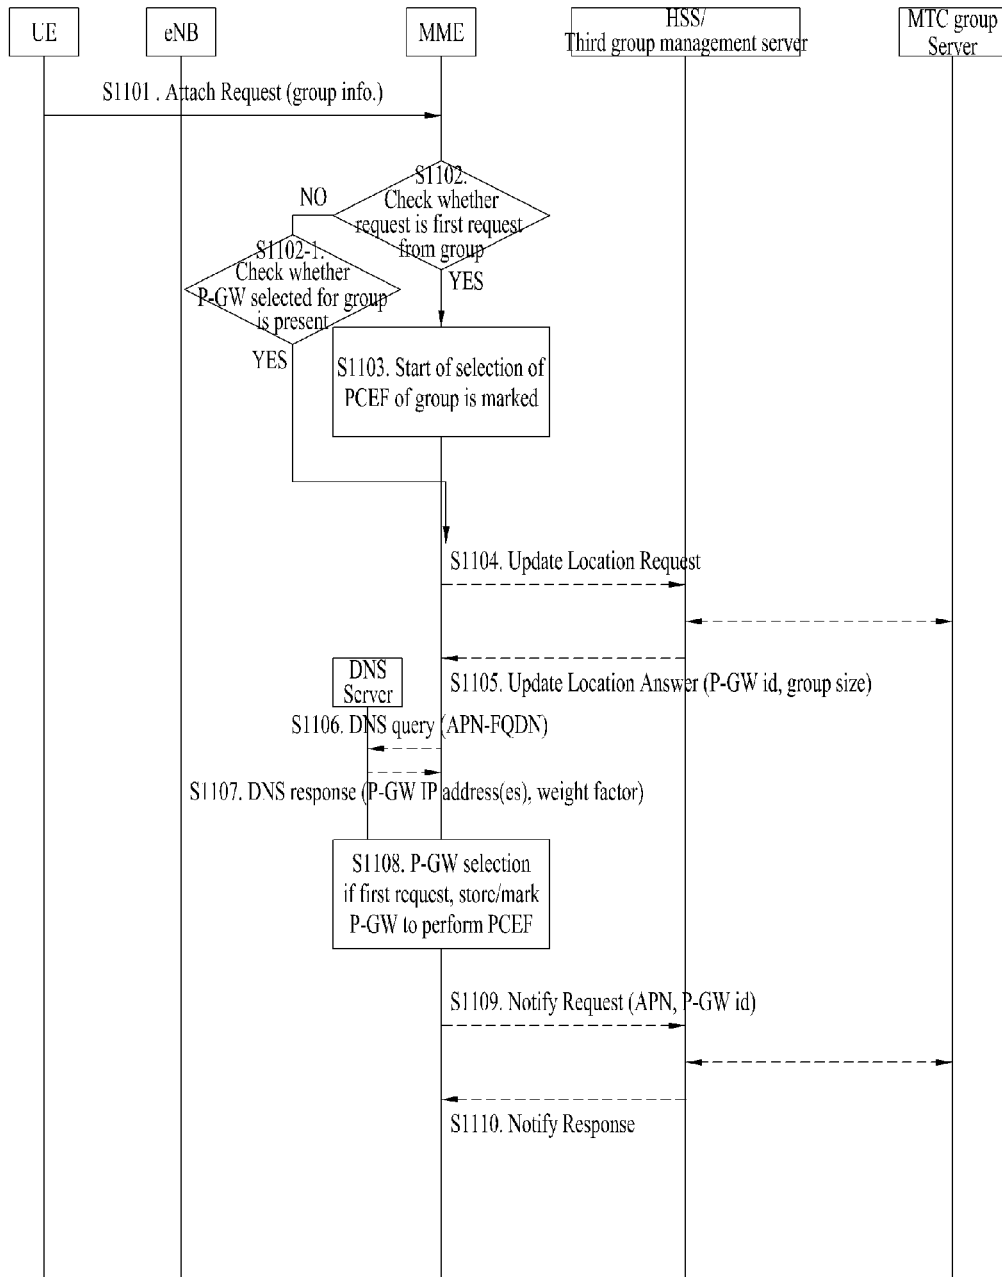 UE
eNB
MME
HSS/
Third group management server
MTC group
Server
S1101 . Attach Request (group info.)
S1102.
Check whether
request is first request
from group
NO
YES
S1102-1.
Check whether
P-GW selected for group
is present
YES
S1103. Start of selection of
PCEF of group is marked
S1104. Update Location Request
S1105. Update Location Answer (P-GW id, group size)
DNS
Server
S1106. DNS query (APN-FQDN)
S1107. DNS response (P-GW IP address(es), weight factor)
S1108. P-GW selection
if first request, store/mark
P-GW to perform PCEF
S1109. Notify Request (APN, P-GW id)
S1110. Notify Response